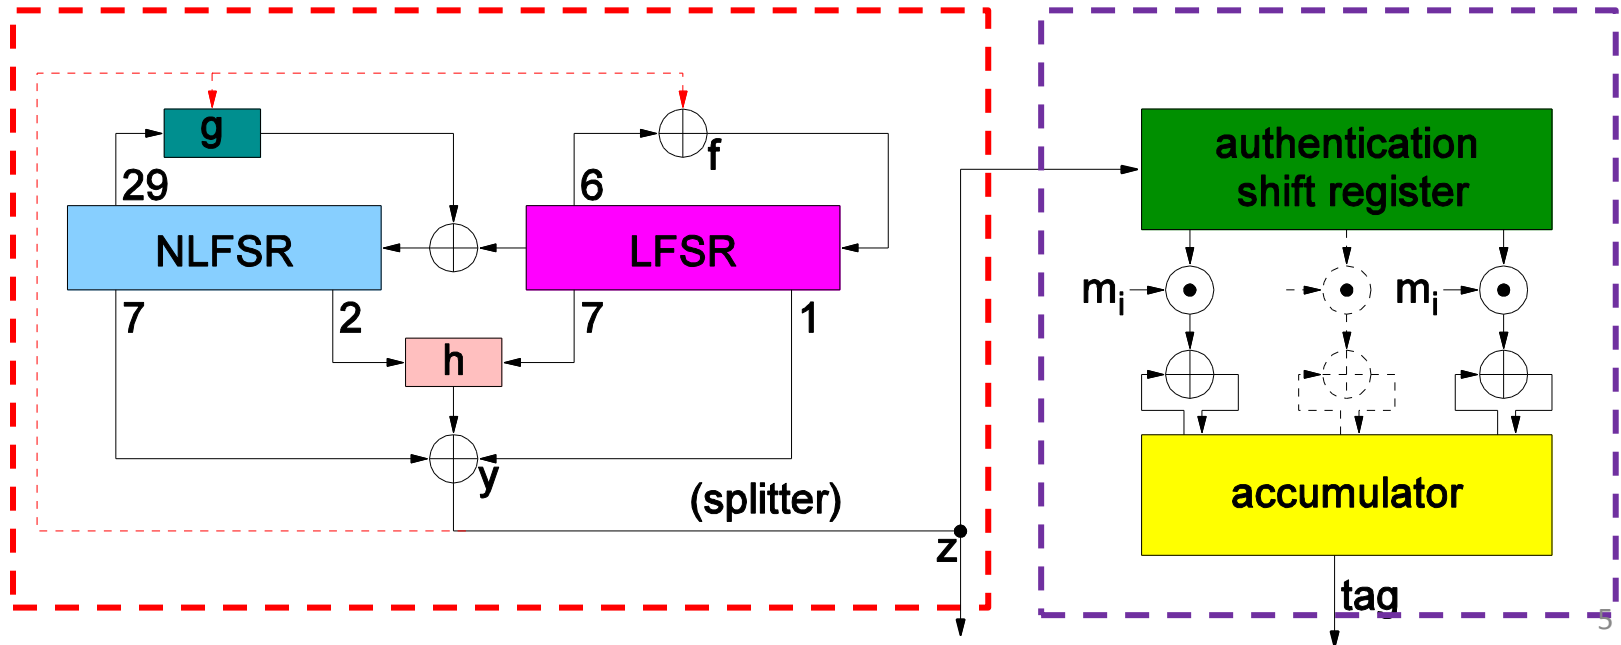 g
f
29
6
NLFSR
LFSR
7
2
7
1
h
y
(splitter)
z
authentication
shift register
mi
mi
accumulator
tag
5